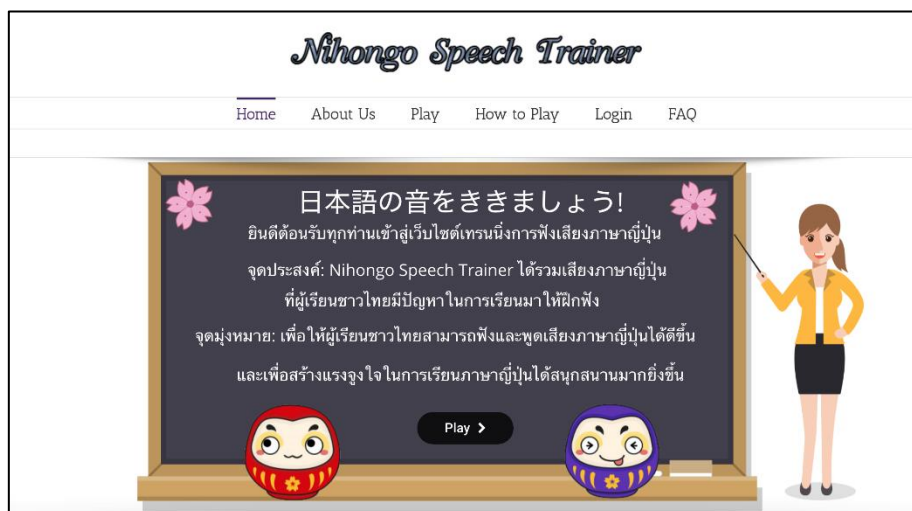 Nihongo Speech Trainer
Home About Us Play How to Play Login FAQ
日本語の音をききましょう!
ยินดีต้อนรับทุกท่านเข้าสู่เว็บไซต์เทรนนิ่งการฟังเสียงภาษาญี่ปุ่น
จุดประสงค์: Nihongo Speech Trainer ได้รวมเสียงภาษาญี่ปุ่น
ที่ผู้เรียนชาวไทยมีปัญหาในการเรียนมาให้ฝึกฟัง
จุดมุ่งหมาย: เพื่อให้ผู้เรียนชาวไทยสามารถฟังและพูดเสียงภาษาญี่ปุ่นได้ดีขึ้น
และเพื่อสร้างแรงจูงใจในการเรียนภาษาญี่ปุ่นได้สนุกสนานมากยิ่งขึ้น
Play